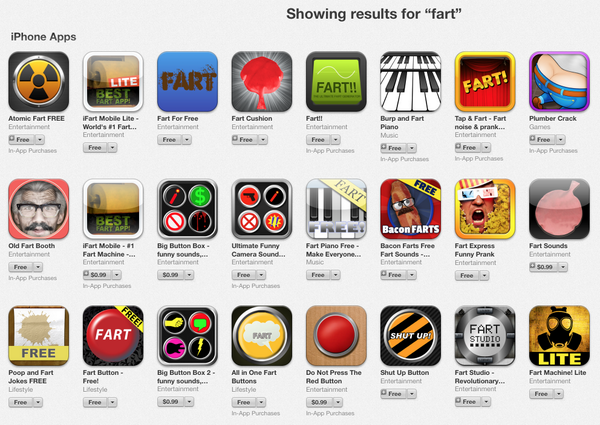 Showing results for “fart”
iPhone Apps
LITE
BEST
FART APP!
FART
FART!!
FART!
Atomic Fart FREE
Entertainment
Free
In-App Purchases
iFart Mobile Lite -
World's #1 Fart...
Entertainment
Free
Fart For Free
Entertainment
Free
Fart Cushion
Entertainment
Free
In-App Purchases
Fart!!
Entertainment
Free
In-App Purchases
Burp and Fart
Piano
Music
Free
In-App Purchases
Tap & Fart - Fart
noise & prank...
Entertainment
Free
In-App Purchases
Plumber Crack
Games
Free
In-App Purchases
BEST
FART APP!
FART
FREE
FREE
Bacon FARTS
Old Fart Booth
Entertainment
Free
In-App Purchases
iFart Mobile - #1
Fart Machine -...
Entertainment
$0.99
In-App Purchases
Big Button Box -
funny sounds,...
Entertainment
$0.99
Ultimate Funny
Camera Sound...
Entertainment
Free
In-App Purchases
Fart Piano Free -
Make Everyone...
Music
Free
Bacon Farts Free
Fart Sounds -...
Entertainment
Free
Fart Express
Funny Prank
Entertainment
Free
Fart Sounds
Entertainment
$0.99
FREE
FREE!
FART
FART
SHUT UP!
FART
STUDIO
LITE
Poop and Fart
Jokes FREE
Lifestyle
Free
Fart Button -
Free!
Lifestyle
Free
Big Button Box 2 -
funny sounds,...
Entertainment
$0.99
All in One Fart
Buttons
Lifestyle
Free
In-App Purchases
Do Not Press The
Red Button
Entertainment
$0.99
In-App Purchases
Shut Up Button
Entertainment
Free
Fart Studio -
Revolutionary...
Entertainment
Free
Fart Machine! Lite
Entertainment
Free